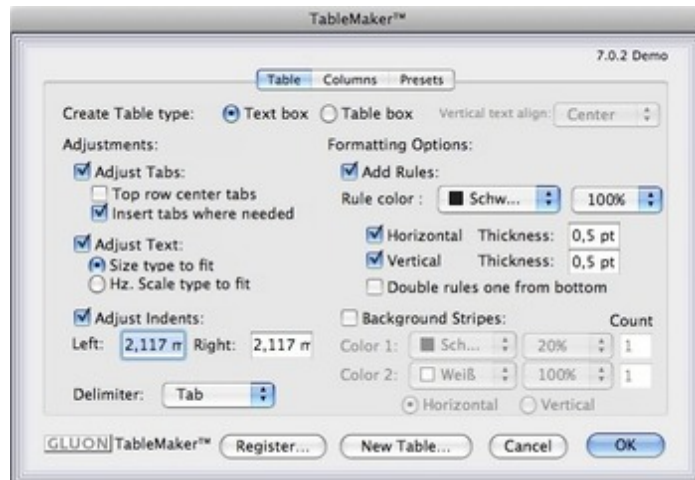 TableMaker™
7.0.2 Demo
Table Columns Presets
Create Table type: Text box Table box Vertical text align: Center
Adjustments: Formatting Options:
Adjust Tabs: Add Rules:
Top row center tabs
Insert tabs where needed
Rule color : Schw... 100%
Adjust Text:
Size type to fit
Hz. Scale type to fit
Horizontal Thickness: 0,5 pt
Vertical Thickness: 0,5 pt
Double rules one from bottom
Adjust Indents: Background Stripes: Count
Left: 2,117 m Right: 2,117 m Color 1: Sch... 20% 1
Color 2: Weiß 100% 1
Delimiter: Tab Horizontal Vertical
GLUON TableMaker™ Register... New Table... Cancel OK